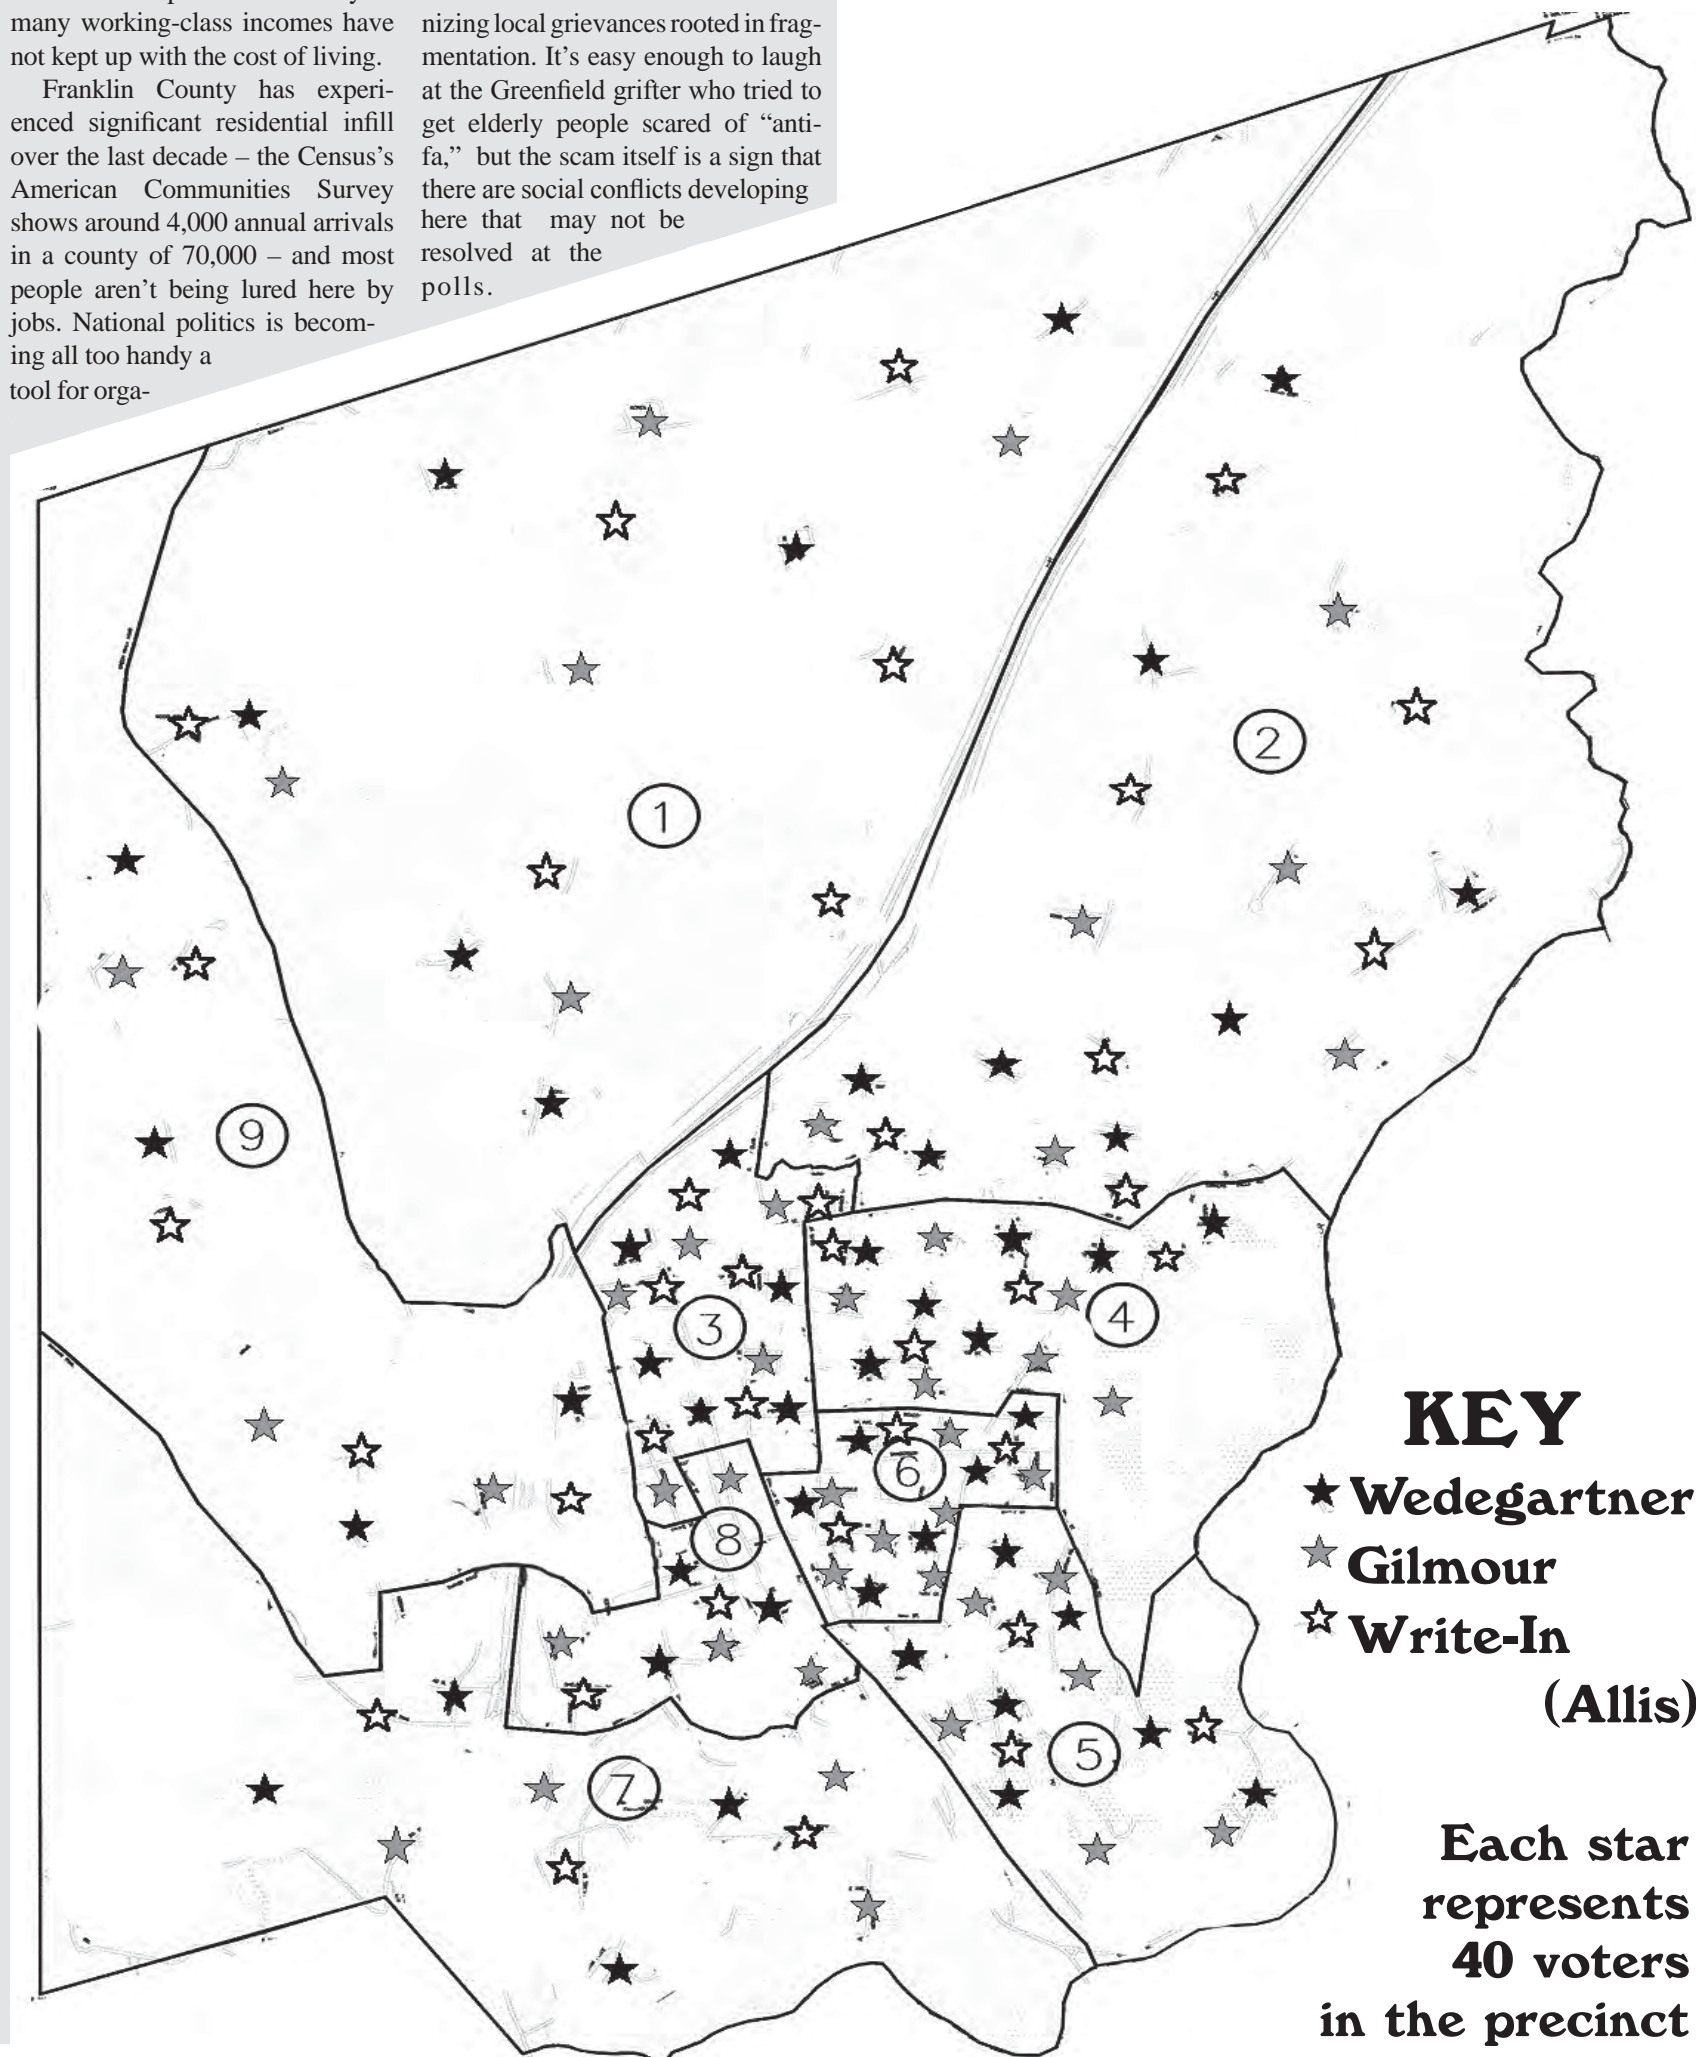 many working-class incomes have
not kept up with the cost of living.
Franklin County has experi-
enced significant residential infill
over the last decade – the Census’s
American Communities Survey
shows around 4,000 annual arrivals
in a county of 70,000 – and most
people aren’t being lured here by
jobs. National politics is becom-
ing all too handy a
tool for orga-
nizing local grievances rooted in frag-
mentation. It’s easy enough to laugh
at the Greenfield grifter who tried to
get elderly people scared of “anti-
fa,” but the scam itself is a sign that
there are social conflicts developing
here that may not be
resolved at the
polls.
1
2
9
3
4
6
8
5
7
KEY
Wedegartner
Gilmour
Write-In
(Allis)
Each star
represents
40 voters
in the precinct